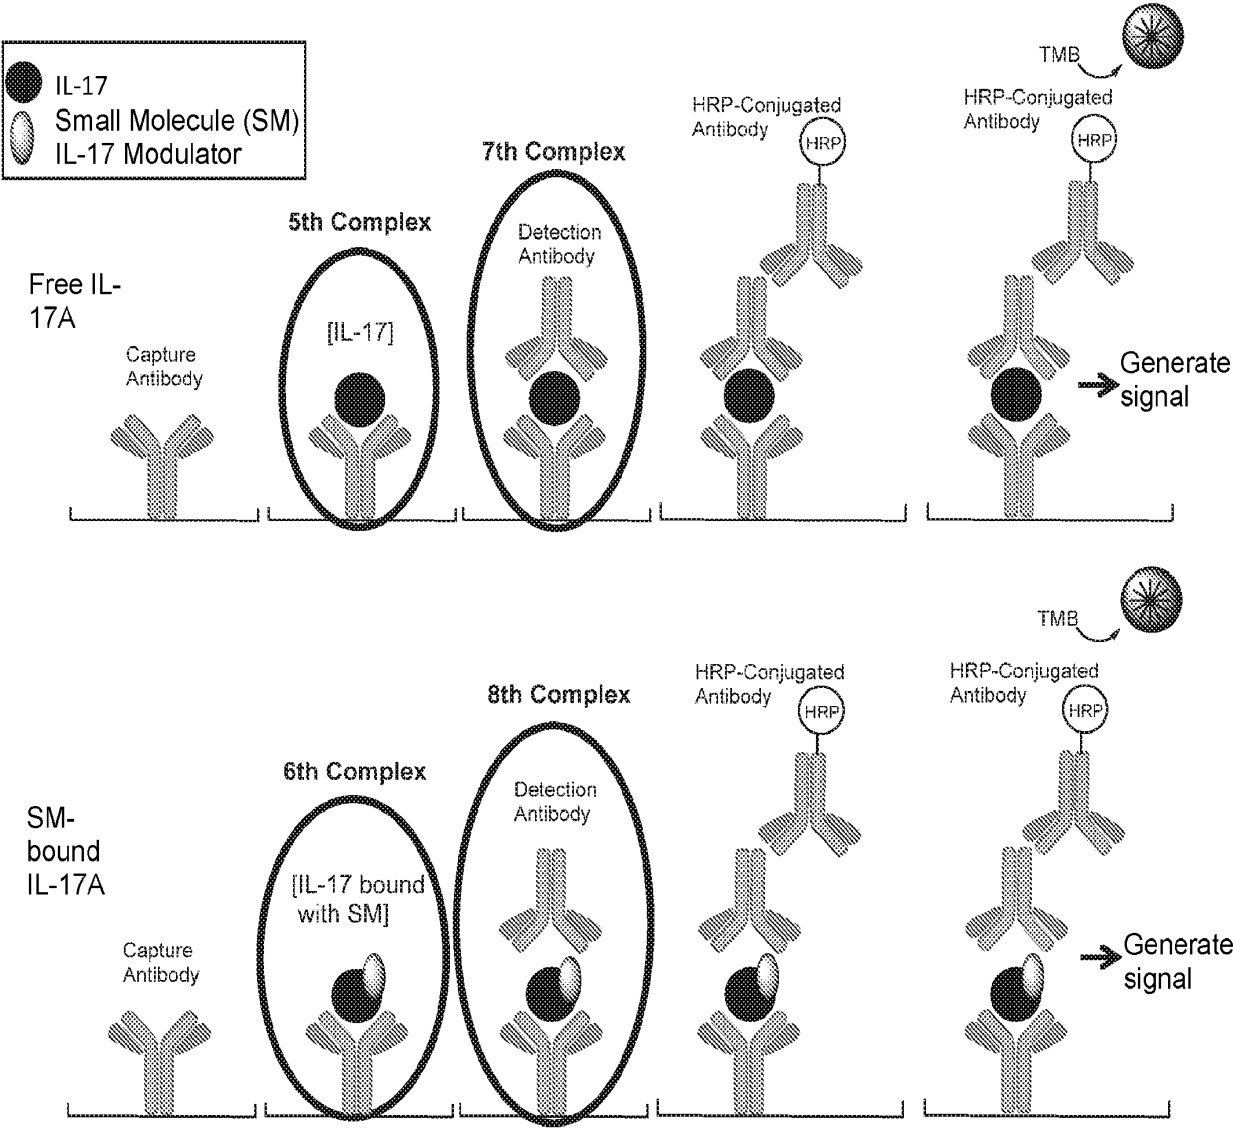 IL-17
Small Molecule (SM)
IL-17 Modulator
TMB
HRP-Conjugated
Antibody
HRP
HRP-Conjugated
Antibody
HRP
7th Complex
5th Complex
Detection
Antibody
Free IL-
17A
[IL-17]
Capture
Antibody
Generate
signal
TMB
HRP-Conjugated
Antibody
HRP
HRP-Conjugated
Antibody
HRP
8th Complex
6th Complex
Detection
Antibody
SM-
bound
IL-17A
[IL-17 bound
with SM]
Capture
Antibody
Generate
signal